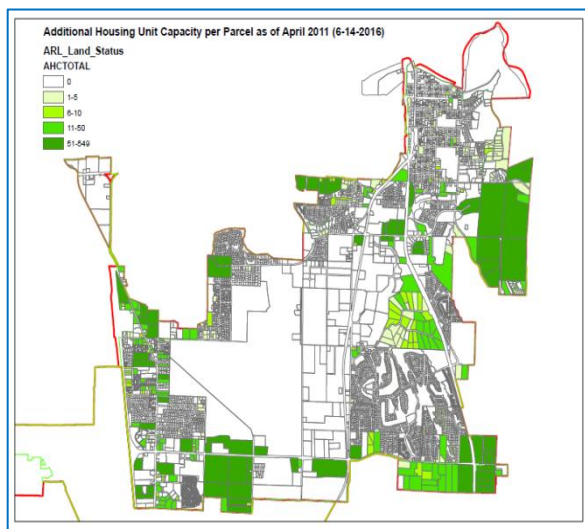 Additional Housing Unit Capacity per Parcel as of April 2011 (6-14-2016)
ARL_Land_Status
AHCTOTAL
0
1-5
6-10
11-50
51-549